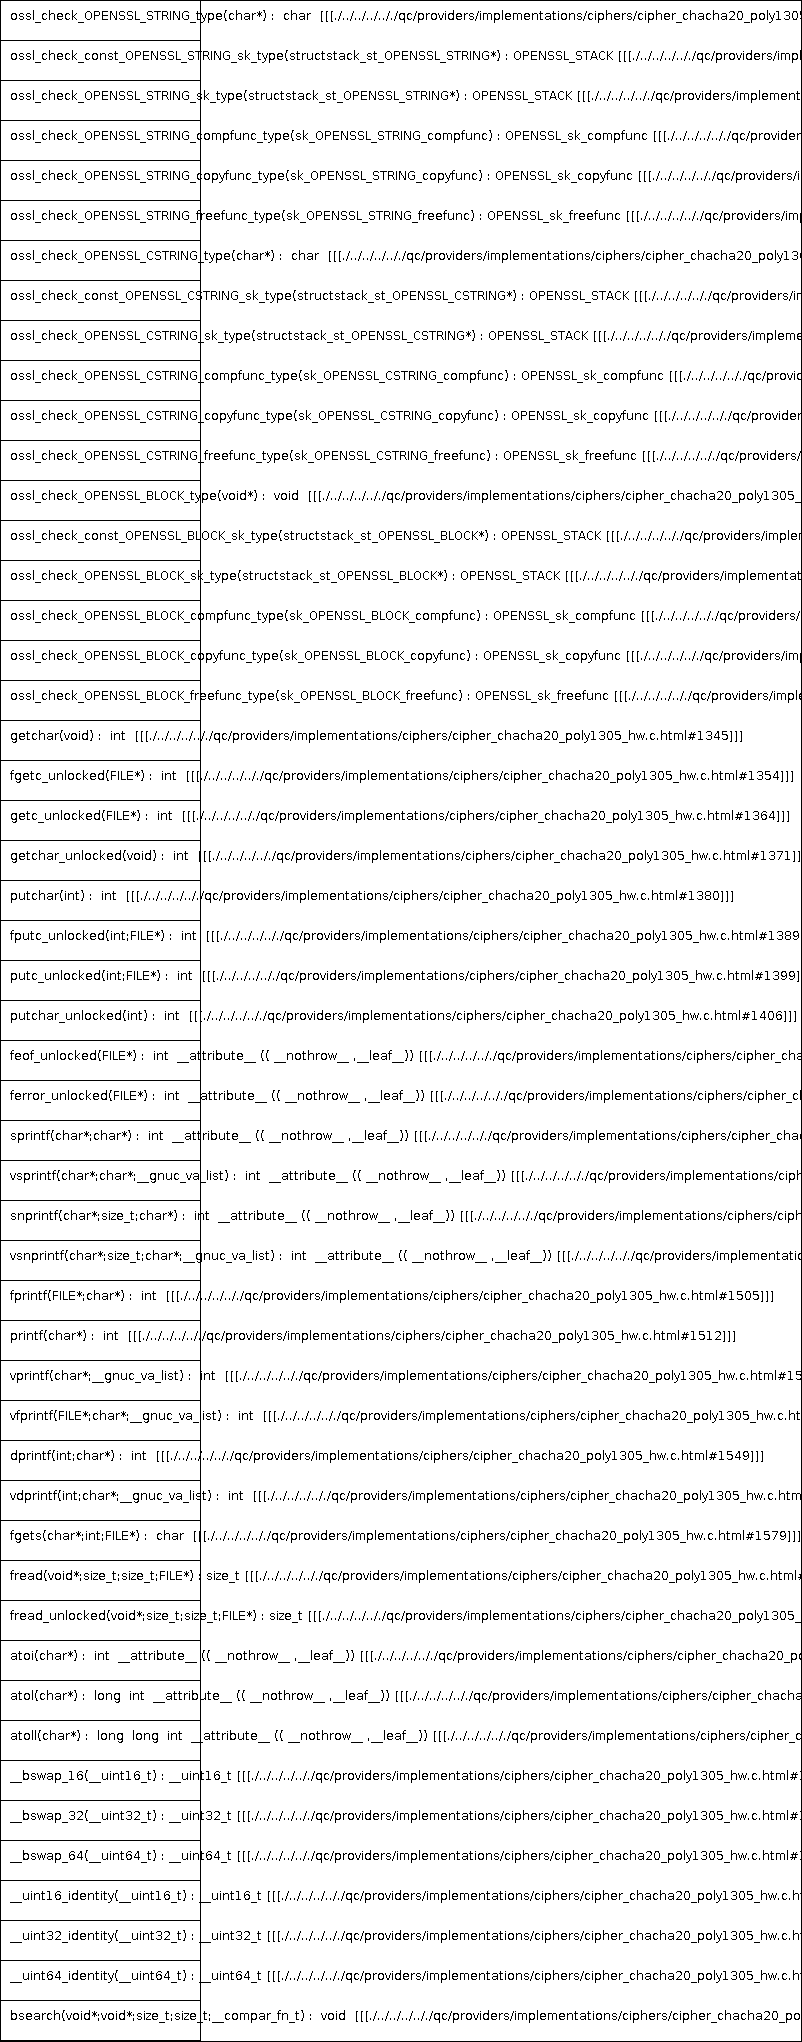 ossl_check_OPENSSL_STRING_type(char*) : char [[[./../../../../../qc/providers/implementations/ciphers/cipher_chacha20_poly1305
ossl_check_const_OPENSSL_STRING_sk_type(structstack_st_OPENSSL_STRING*) : OPENSSL_STACK [[[./../../../../../qc/providers/impl
ossl_check_OPENSSL_STRING_sk_type(structstack_st_OPENSSL_STRING*) : OPENSSL_STACK [[[./../../../../../qc/providers/implement
ossl_check_OPENSSL_STRING_compfunc_type(sk_OPENSSL_STRING_compfunc) : OPENSSL_sk_compfunc [[[./../../../../../qc/provider
ossl_check_OPENSSL_STRING_copyfunc_type(sk_OPENSSL_STRING_copyfunc) : OPENSSL_sk_copyfunc [[[./../../../../../qc/providers/i
ossl_check_OPENSSL_STRING_freefunc_type(sk_OPENSSL_STRING_freefunc) : OPENSSL_sk_freefunc [[[./../../../../../qc/providers/imp
ossl_check_OPENSSL_CSTRING_type(char*) : char [[[./../../../../../qc/providers/implementations/ciphers/cipher_chacha20_poly130
ossl_check_const_OPENSSL_CSTRING_sk_type(structstack_st_OPENSSL_CSTRING*) : OPENSSL_STACK [[[./../../../../../qc/providers/in
ossl_check_OPENSSL_CSTRING_sk_type(structstack_st_OPENSSL_CSTRING*) : OPENSSL_STACK [[[./../../../../../qc/providers/impleme
ossl_check_OPENSSL_CSTRING_compfunc_type(sk_OPENSSL_CSTRING_compfunc) : OPENSSL_sk_compfunc [[[./../../../../../qc/provid
ossl_check_OPENSSL_CSTRING_copyfunc_type(sk_OPENSSL_CSTRING_copyfunc) : OPENSSL_sk_copyfunc [[[./../../../../../qc/provider
ossl_check_OPENSSL_CSTRING_freefunc_type(sk_OPENSSL_CSTRING_freefunc) : OPENSSL_sk_freefunc [[[./../../../../../qc/providers/
ossl_check_OPENSSL_BLOCK_type(void*) : void [[[./../../../../../qc/providers/implementations/ciphers/cipher_chacha20_poly1305_
ossl_check_const_OPENSSL_BLOCK_sk_type(structstack_st_OPENSSL_BLOCK*) : OPENSSL_STACK [[[./../../../../../qc/providers/implen
ossl_check_OPENSSL_BLOCK_sk_type(structstack_st_OPENSSL_BLOCK*) : OPENSSL_STACK [[[./../../../../../qc/providers/implementat
ossl_check_OPENSSL_BLOCK_compfunc_type(sk_OPENSSL_BLOCK_compfunc) : OPENSSL_sk_compfunc [[[./../../../../../qc/providers/
ossl_check_OPENSSL_BLOCK_copyfunc_type(sk_OPENSSL_BLOCK_copyfunc) : OPENSSL_sk_copyfunc [[[./../../../../../qc/providers/imp
ossl_check_OPENSSL_BLOCK_freefunc_type(sk_OPENSSL_BLOCK_freefunc) : OPENSSL_sk_freefunc [[[./../../../../../qc/providers/imple
getchar(void) : int [[[./../../../../../qc/providers/implementations/ciphers/cipher_chacha20_poly1305_hw.c.html#1345]]]
fgetc_unlocked(FILE*) : int [[[./../../../../../qc/providers/implementations/ciphers/cipher_chacha20_poly1305_hw.c.html#1354]]]
getc_unlocked(FILE*) : int [[[./../../../../../qc/providers/implementations/ciphers/cipher_chacha20_poly1305_hw.c.html#1364]]]
getchar_unlocked(void) : int [[[./../../../../../qc/providers/implementations/ciphers/cipher_chacha20_poly1305_hw.c.html#1371]]
putchar(int) : int [[[./../../../../../qc/providers/implementations/ciphers/cipher_chacha20_poly1305_hw.c.html#1380]]]
fputc_unlocked(int;FILE*) : int [[[./../../../../../qc/providers/implementations/ciphers/cipher_chacha20_poly1305_hw.c.html#1389
putc_unlocked(int;FILE*) : int [[[./../../../../../qc/providers/implementations/ciphers/cipher_chacha20_poly1305_hw.c.html#1399]
putchar_unlocked(int) : int [[[./../../../../../qc/providers/implementations/ciphers/cipher_chacha20_poly1305_hw.c.html#1406]]]
feof_unlocked(FILE*) : int __attribute__ (( __nothrow__ ,__leaf__)) [[[./../../../../../qc/providers/implementations/ciphers/cipher_cha
ferror_unlocked(FILE*) : int __attribute__ (( __nothrow__ ,__leaf__)) [[[./../../../../../qc/providers/implementations/ciphers/cipher_cl
sprintf(char*;char*) : int __attribute__ (( __nothrow__ ,__leaf__)) [[[./../../../../../qc/providers/implementations/ciphers/cipher_chac
vsprintf(char*;char*;__gnuc_va_list) : int __attribute__ (( __nothrow__ ,__leaf__)) [[[./../../../../../qc/providers/implementations/ciph
snprintf(char*;size_t;char*) : int __attribute__ (( __nothrow__ ,__leaf__)) [[[./../../../../../qc/providers/implementations/ciphers/ciph
vsnprintf(char*;size_t;char*;__gnuc_va_list) : int __attribute__ (( __nothrow__ ,__leaf__)) [[[./../../../../../qc/providers/implementatio
fprintf(FILE*;char*) : int [[[./../../../../../qc/providers/implementations/ciphers/cipher_chacha20_poly1305_hw.c.html#1505]]]
printf(char*) : int [[[./../../../../../qc/providers/implementations/ciphers/cipher_chacha20_poly1305_hw.c.html#1512]]]
vprintf(char*;__gnuc_va_list) : int [[[./../../../../../qc/providers/implementations/ciphers/cipher_chacha20_poly1305_hw.c.html#15
vfprintf(FILE*;char*;__gnuc_va_list) : int [[[./../../../../../qc/providers/implementations/ciphers/cipher_chacha20_poly1305_hw.c.ht
dprintf(int;char*) : int [[[./../../../../../qc/providers/implementations/ciphers/cipher_chacha20_poly1305_hw.c.html#1549]]]
vdprintf(int;char*;__gnuc_va_list) : int [[[./../../../../../qc/providers/implementations/ciphers/cipher_chacha20_poly1305_hw.c.htm
fgets(char*;int;FILE*) : char [[[./../../../../../qc/providers/implementations/ciphers/cipher_chacha20_poly1305_hw.c.html#1579]]]
fread(void*;size_t;size_t;FILE*) : size_t [[[./../../../../../qc/providers/implementations/ciphers/cipher_chacha20_poly1305_hw.c.html#
fread_unlocked(void*;size_t;size_t;FILE*) : size_t [[[./../../../../../qc/providers/implementations/ciphers/cipher_chacha20_poly1305_
atoi(char*) : int __attribute__ (( __nothrow__ ,__leaf__)) [[[./../../../../../qc/providers/implementations/ciphers/cipher_chacha20_po
atol(char*) : long int __attribute__ (( __nothrow__ ,__leaf__)) [[[./../../../../../qc/providers/implementations/ciphers/cipher_chacha
atoll(char*) : long long int __attribute__ (( __nothrow__ ,__leaf__)) [[[./../../../../../qc/providers/implementations/ciphers/cipher_c
__bswap_16(__uint16_t) : __uint16_t [[[./../../../../../qc/providers/implementations/ciphers/cipher_chacha20_poly1305_hw.c.html#1
__bswap_32(__uint32_t) : __uint32_t [[[./../../../../../qc/providers/implementations/ciphers/cipher_chacha20_poly1305_hw.c.html#1
__bswap_64(__uint64_t) : __uint64_t [[[./../../../../../qc/providers/implementations/ciphers/cipher_chacha20_poly1305_hw.c.html#1
__uint16_identity(__uint16_t) : __uint16_t [[[./../../../../../qc/providers/implementations/ciphers/cipher_chacha20_poly1305_hw.c.ht
__uint32_identity(__uint32_t) : __uint32_t [[[./../../../../../qc/providers/implementations/ciphers/cipher_chacha20_poly1305_hw.c.ht
__uint64_identity(__uint64_t) : __uint64_t [[[./../../../../../qc/providers/implementations/ciphers/cipher_chacha20_poly1305_hw.c.ht
bsearch(void*;void*;size_t;size_t;__compar_fn_t) : void [[[./../../../../../qc/providers/implementations/ciphers/cipher_chacha20_po